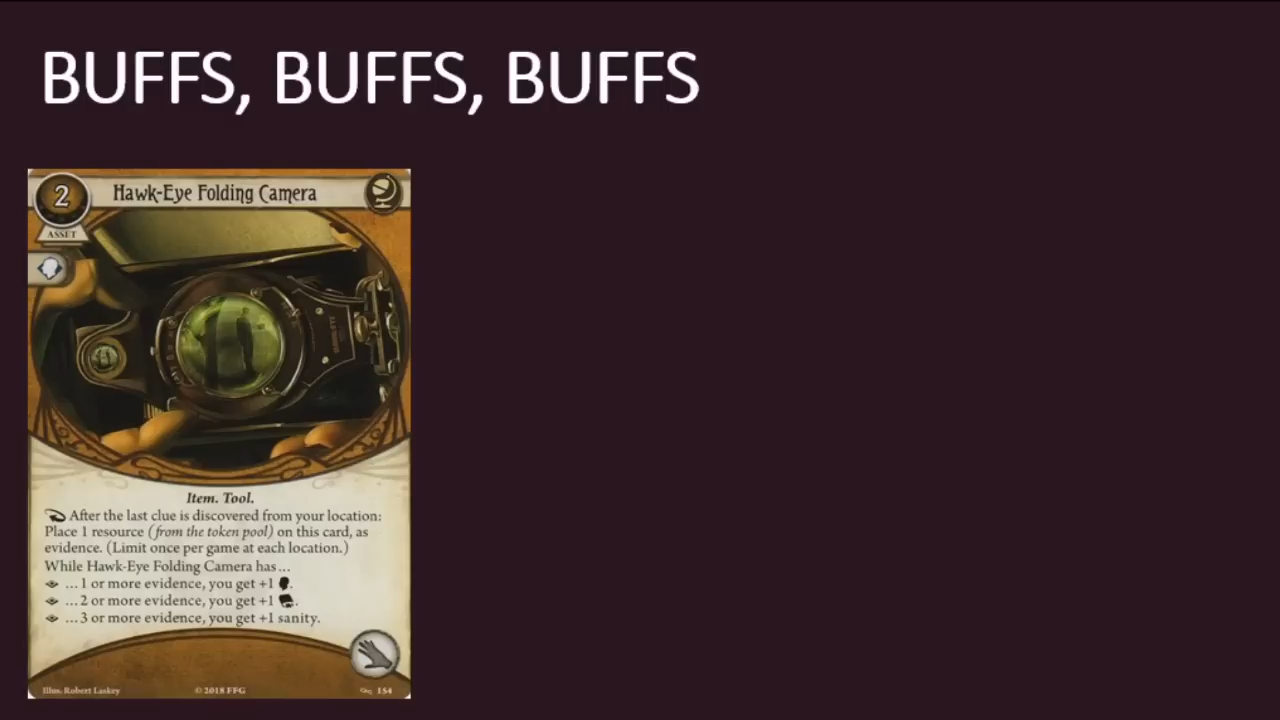 BUFFS, BUFFS, BUFFS
2
Hawk-Eye Folding Camera
ASSET
Item. Tool.
After the last clue is discovered from your location:
Place 1 resource (from the token pool) on this card, as
evidence. (Limit once per game at each location.)
While Hawk-Eye Folding Camera has…
…1 or more evidence, you get +1 .
…2 or more evidence, you get +1 .
…3 or more evidence, you get +1 sanity.
Illus. Robert Laskey
© 2018 FFG
154